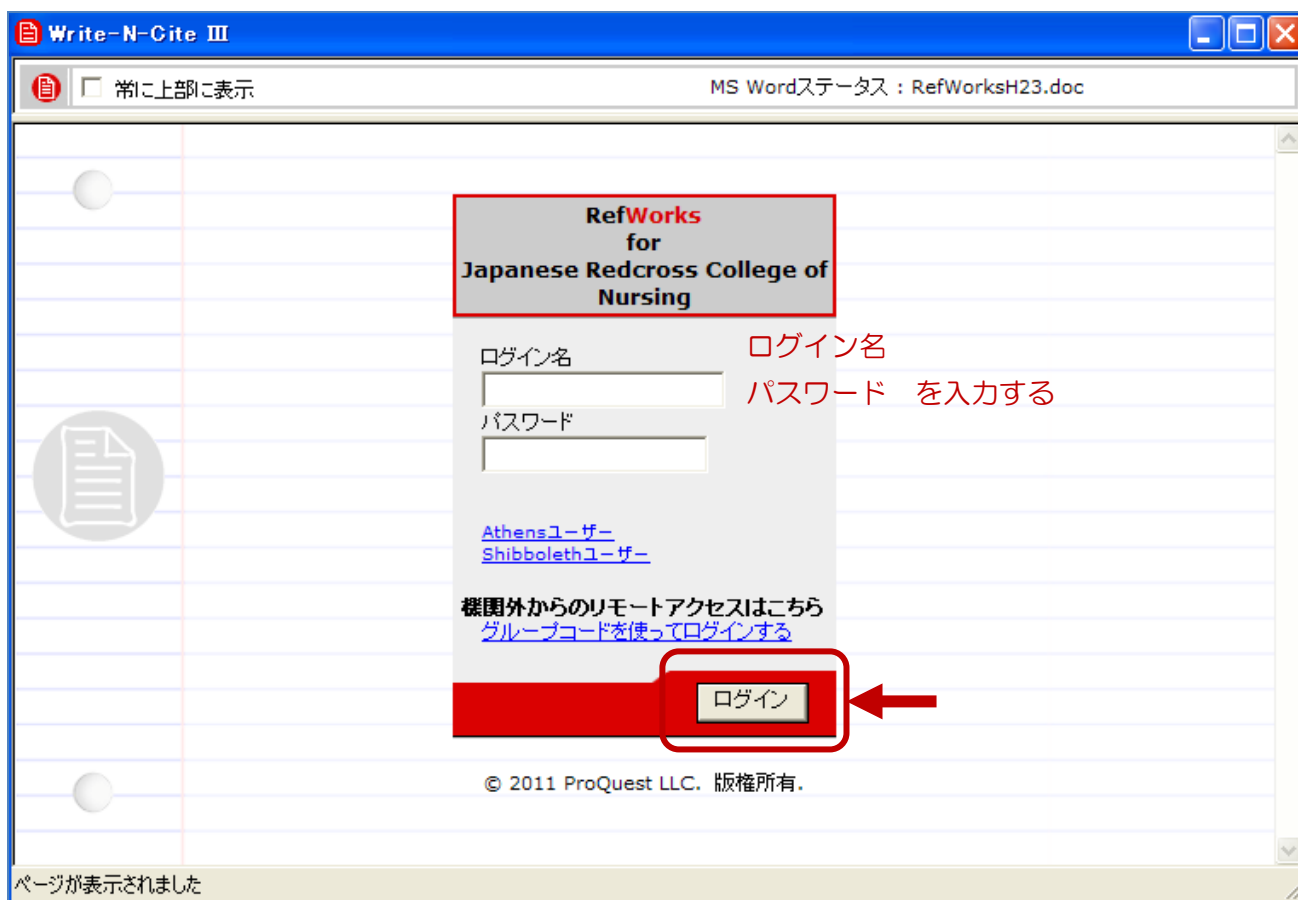 Write-N-Cite III
常に上部に表示 MS Wordステータス : RefWorksH23.doc
RefWorks
for
Japanese Redcross College of
Nursing
ログイン名
ログイン名
パスワード を入力する
パスワード
Athensユーザー
Shibbolethユーザー
機関外からのリモートアクセスはこちら
グループコードを使ってログインする
ログイン
© 2011 ProQuest LLC. 版権所有.
ページが表示されました